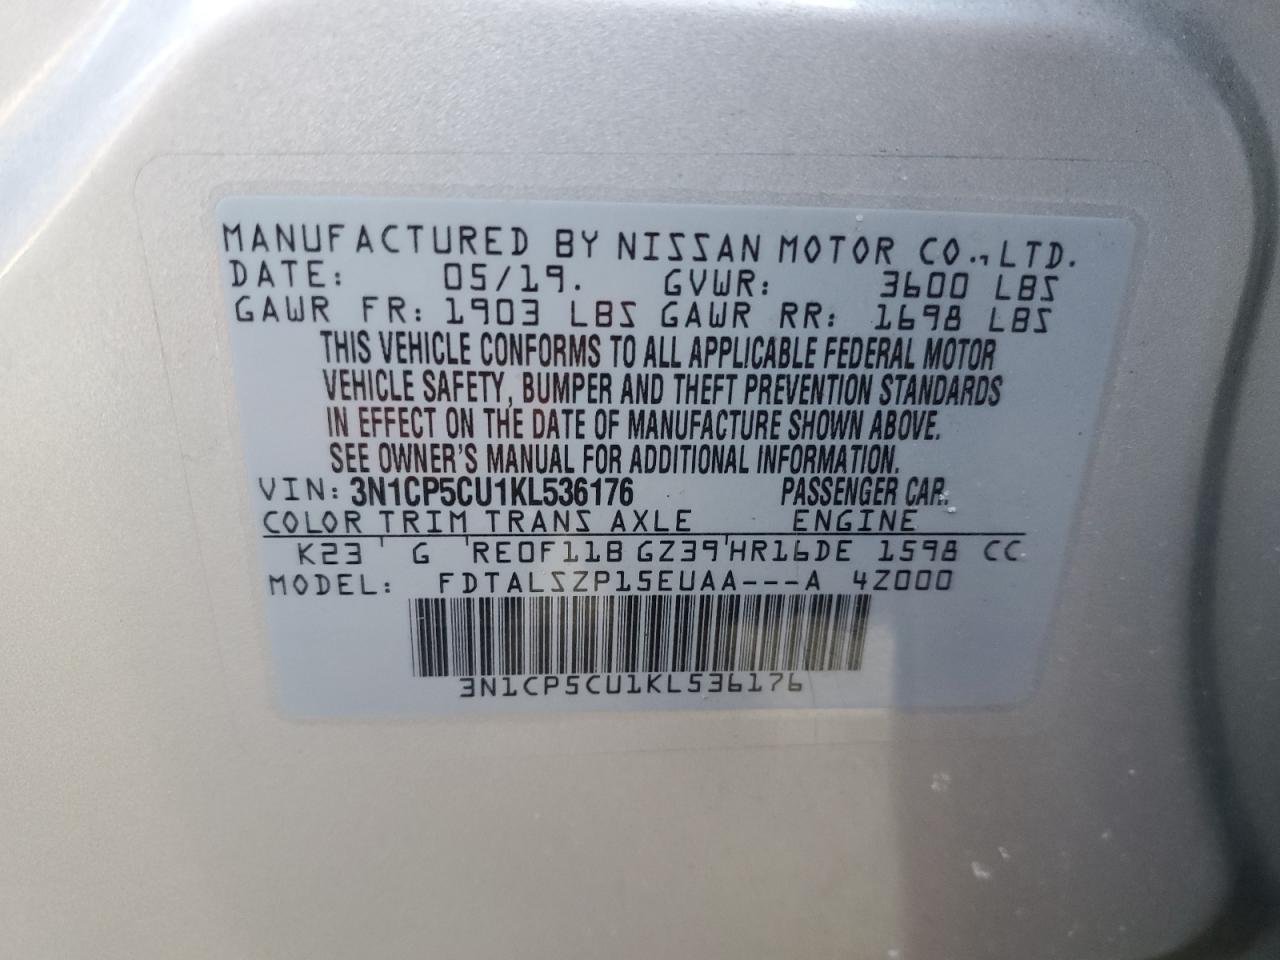 MANUFACTURED BY NISSAN MOTOR CO., LTD.
DATE: 05/19. GVWR: 3600 LBS
GAWR FR: 1903 LBS GAWR RR: 1698 LBS
THIS VEHICLE CONFORMS TO ALL APPLICABLE FEDERAL MOTOR
VEHICLE SAFETY, BUMPER AND THEFT PREVENTION STANDARDS
IN EFFECT ON THE DATE OF MANUFACTURE SHOWN ABOVE.
SEE OWNER'S MANUAL FOR ADDITIONAL INFORMATION.
VIN: 3N1CP5CU1KL536176 PASSENGER CAR.
COLOR TRIM TRANS AXLE ENGINE
K23 G RE0F11B GZ39 HR16DE 1598 CC
MODEL: FDTALSZP15EUAA---A 4Z000
3N1CP5CU1KL536176